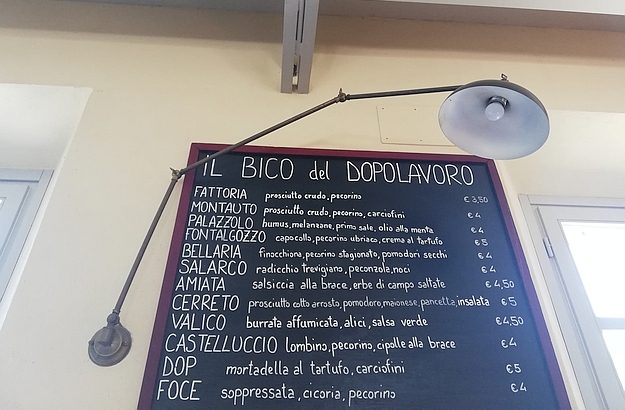 IL BICO del DOPOLAVORO
FATTORIA prosciutto crudo, pecorino € 3,50
MONTAUTO prosciutto crudo, pecorino, carciofini € 4
PALAZZOLO humus, melanzane, primo sale, olio alla menta € 4
FONTALGOZZO capocollo, pecorino ubriaco, crema al tartufo € 5
BELLARIA finocchiona, pecorino stagionato, pomodori secchi € 4
SALARCO radicchio trevigiano, peconzola, noci € 4
AMIATA salsiccia alla brace, erbe di campo saltate € 4,50
CERRETO prosciutto cotto arrosto, pomodoro, maionese, pancetta, insalata € 5
VALICO burrata affumicata, alici, salsa verde € 4,50
CASTELLUCCIO lombino, pecorino, cipolle alla brace € 4
DOP mortadella al tartufo, carciofini € 5
FOCE soppressata, cicoria, pecorino € 4